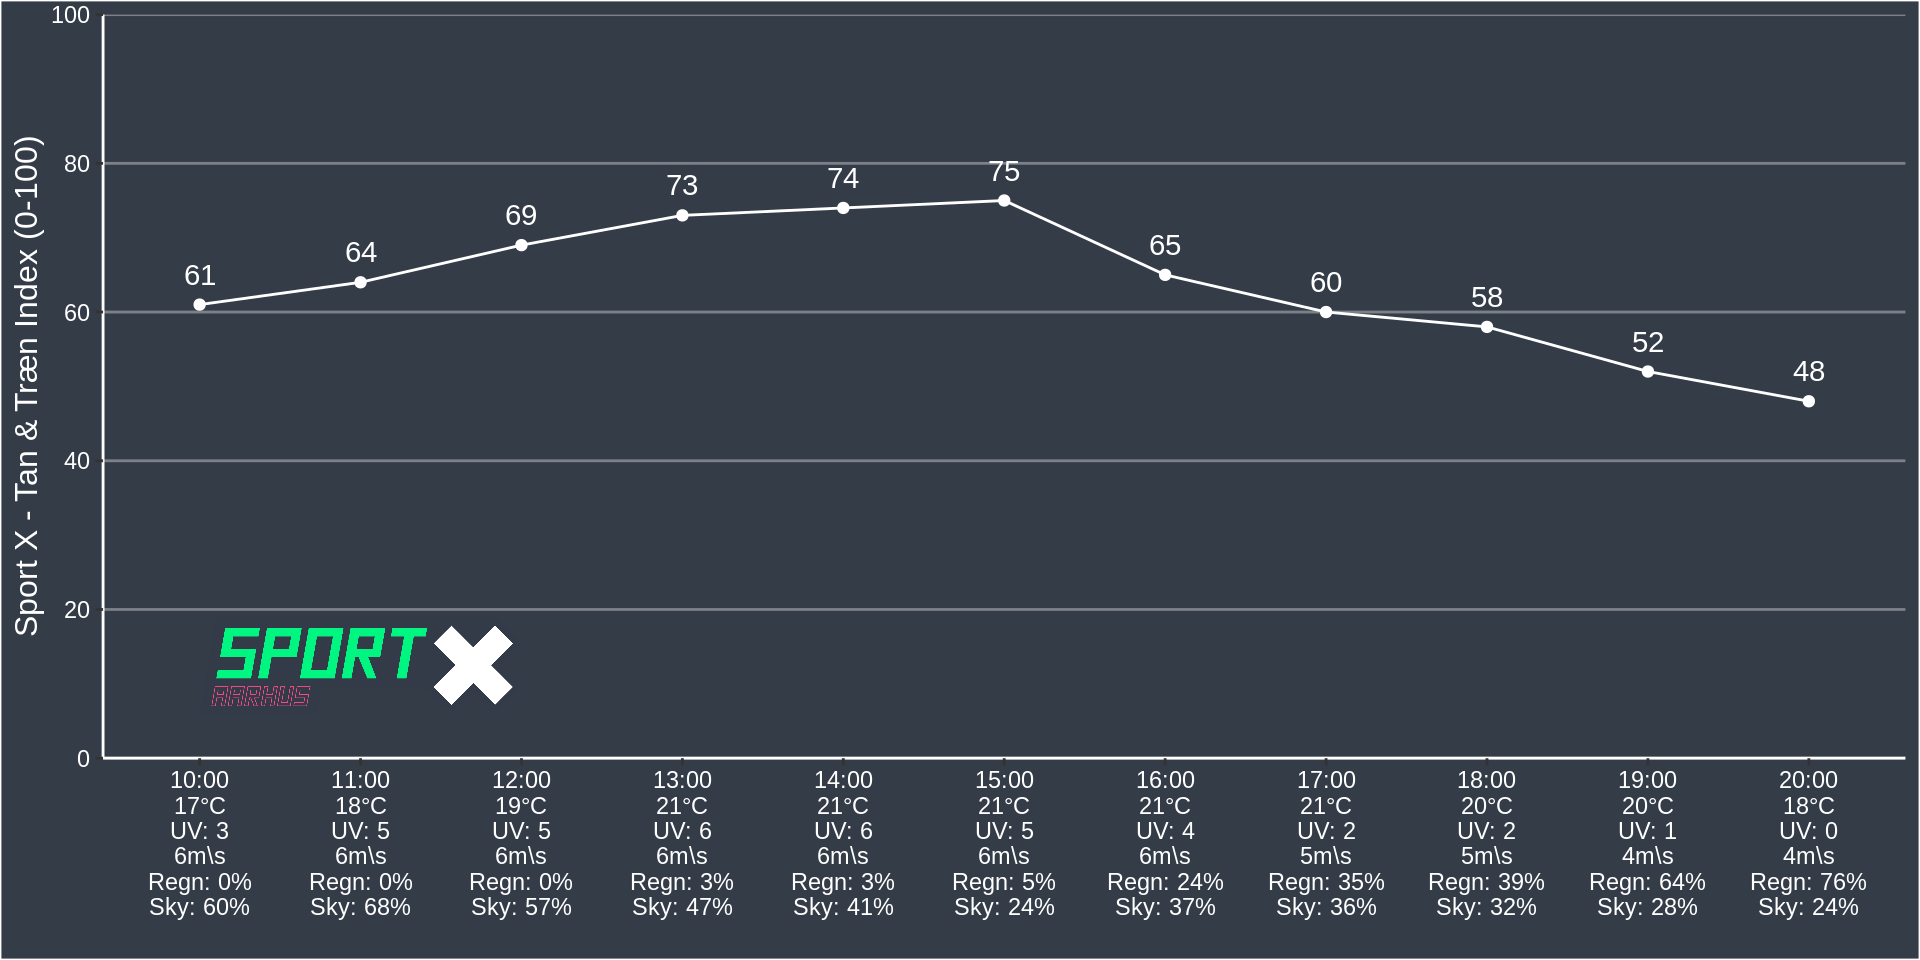 Sport X - Tan & Træn Index (0-100)
100
80
60
40
20
0
61
64
69
73
74
75
65
60
58
52
48
SPORT X
AARHUS
10:00 11:00 12:00 13:00 14:00 15:00 16:00 17:00 18:00 19:00 20:00
17°C 18°C 19°C 21°C 21°C 21°C 21°C 21°C 20°C 20°C 18°C
UV: 3 UV: 5 UV: 5 UV: 6 UV: 6 UV: 5 UV: 4 UV: 2 UV: 2 UV: 1 UV: 0
6m\s 6m\s 6m\s 6m\s 6m\s 6m\s 6m\s 5m\s 5m\s 4m\s 4m\s
Regn: 0% Regn: 0% Regn: 0% Regn: 3% Regn: 3% Regn: 5% Regn: 24% Regn: 35% Regn: 39% Regn: 64% Regn: 76%
Sky: 60% Sky: 68% Sky: 57% Sky: 47% Sky: 41% Sky: 24% Sky: 37% Sky: 36% Sky: 32% Sky: 28% Sky: 24%